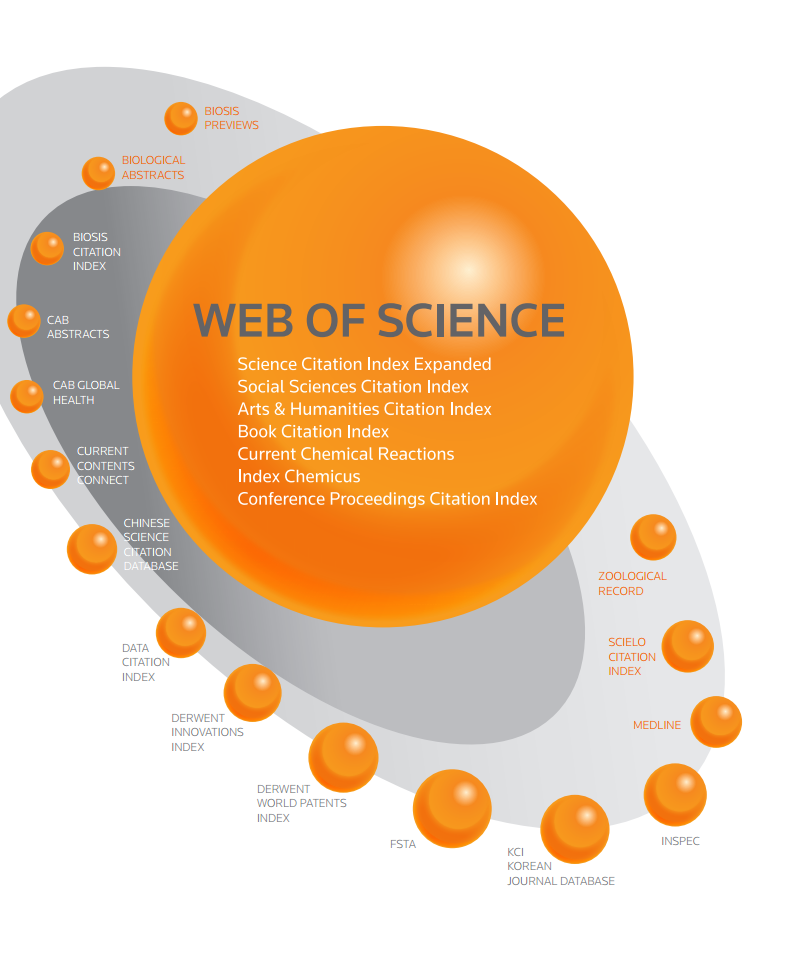 BIOSIS
PREVIEWS
BIOLOGICAL
ABSTRACTS
BIOSIS
CITATION
INDEX
CAB
ABSTRACTS
CAB GLOBAL
HEALTH
CURRENT
CONTENTS
CONNECT
CHINESE
SCIENCE
CITATION
DATABASE
DATA
CITATION
INDEX
DERWENT
INNOVATIONS
INDEX
DERWENT
WORLD PATENTS
INDEX
FSTA
KCI
KOREAN
JOURNAL DATABASE
INSPEC
MEDLINE
SCIELO
CITATION
INDEX
ZOOLOGICAL
RECORD
WEB OF SCIENCE
Science Citation Index Expanded
Social Sciences Citation Index
Arts & Humanities Citation Index
Book Citation Index
Current Chemical Reactions
Index Chemicus
Conference Proceedings Citation Index